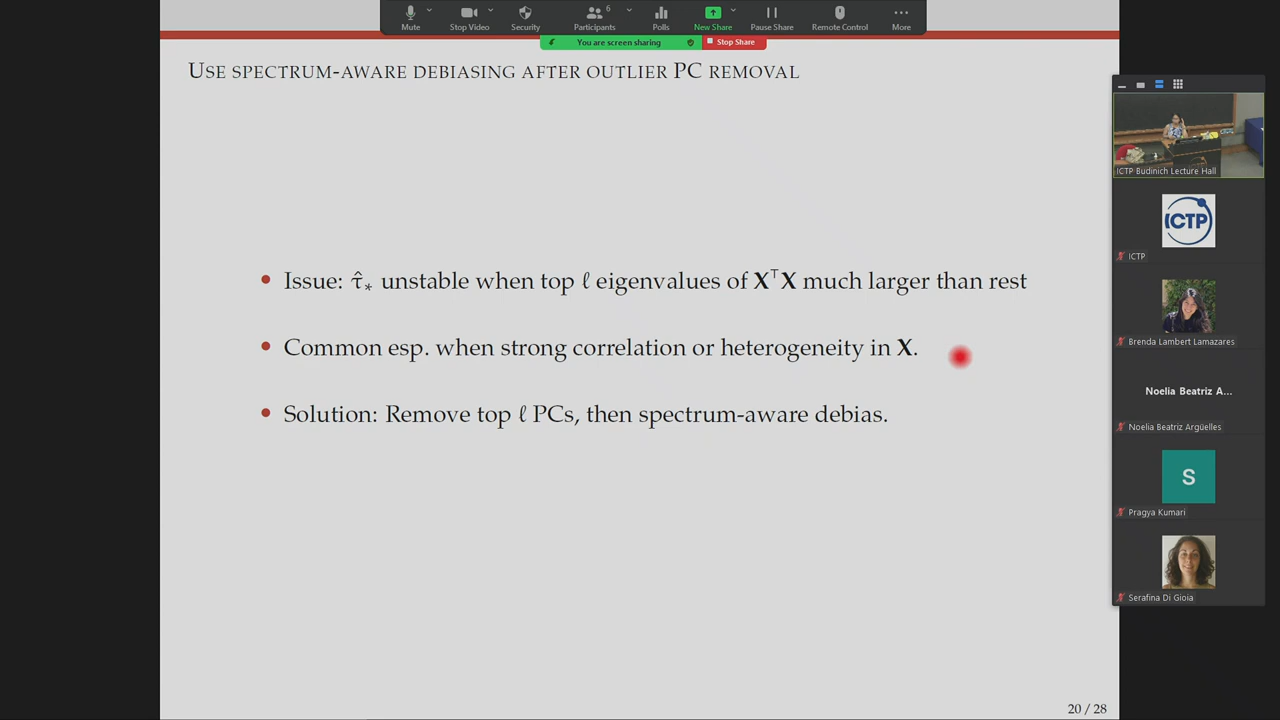 Mute
Stop Video
Security
Participants
6
Polls
New Share
Pause Share
Remote Control
More
You are screen sharing
Stop Share
USE SPECTRUM-AWARE DEBIASING AFTER OUTLIER PC REMOVAL
• Issue: τ̂∗ unstable when top ℓ eigenvalues of X⊤X much larger than rest
• Common esp. when strong correlation or heterogeneity in X.
• Solution: Remove top ℓ PCs, then spectrum-aware debias.
20 / 28
ICTP Budinich Lecture Hall
ICTP
ICTP
Brenda Lambert Lamazares
Noelia Beatriz A...
Noelia Beatriz Argüelles
S
Pragya Kumari
Serafina Di Gioia